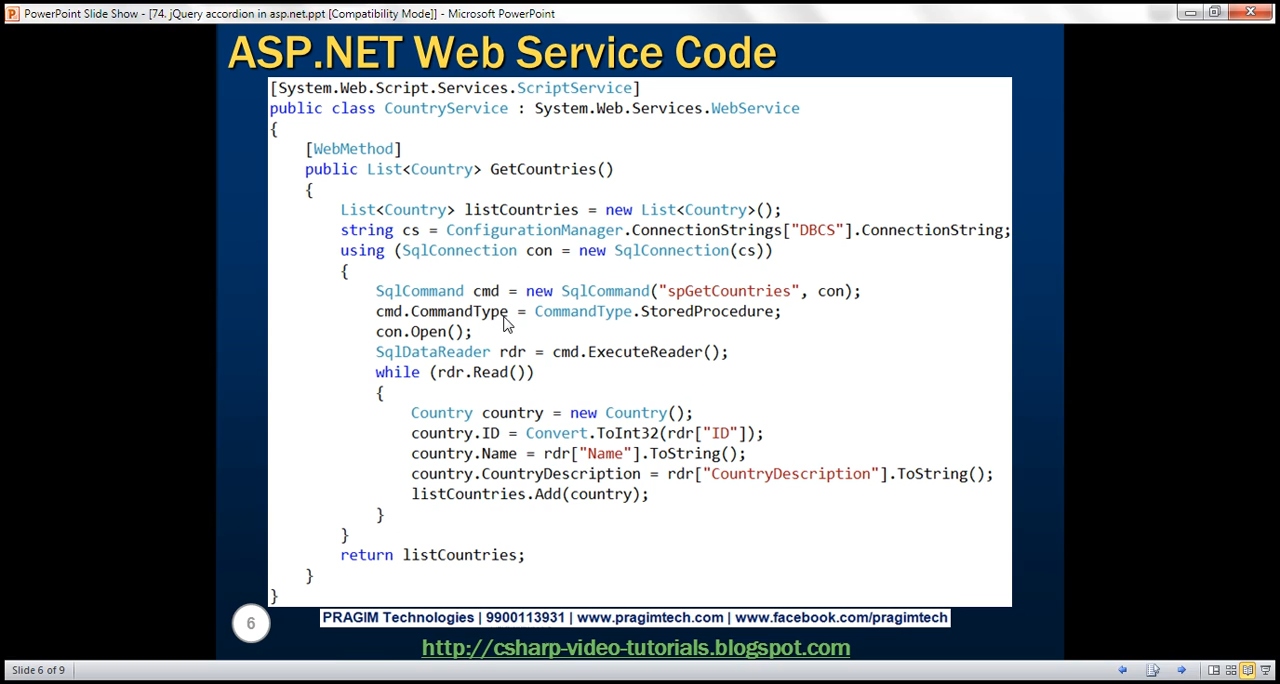 PowerPoint Slide Show - [74. jQuery accordion in asp.net.ppt [Compatibility Mode]] - Microsoft PowerPoint
ASP.NET Web Service Code
[System.Web.Script.Services.ScriptService]
public class CountryService : System.Web.Services.WebService
{
    [WebMethod]
    public List<Country> GetCountries()
    {
        List<Country> listCountries = new List<Country>();
        string cs = ConfigurationManager.ConnectionStrings["DBCS"].ConnectionString;
        using (SqlConnection con = new SqlConnection(cs))
        {
            SqlCommand cmd = new SqlCommand("spGetCountries", con);
            cmd.CommandType = CommandType.StoredProcedure;
            con.Open();
            SqlDataReader rdr = cmd.ExecuteReader();
            while (rdr.Read())
            {
                Country country = new Country();
                country.ID = Convert.ToInt32(rdr["ID"]);
                country.Name = rdr["Name"].ToString();
                country.CountryDescription = rdr["CountryDescription"].ToString();
                listCountries.Add(country);
            }
        }
        return listCountries;
    }
}
6
PRAGIM Technologies | 9900113931 | www.pragimtech.com | www.facebook.com/pragimtech
http://csharp-video-tutorials.blogspot.com
Slide 6 of 9